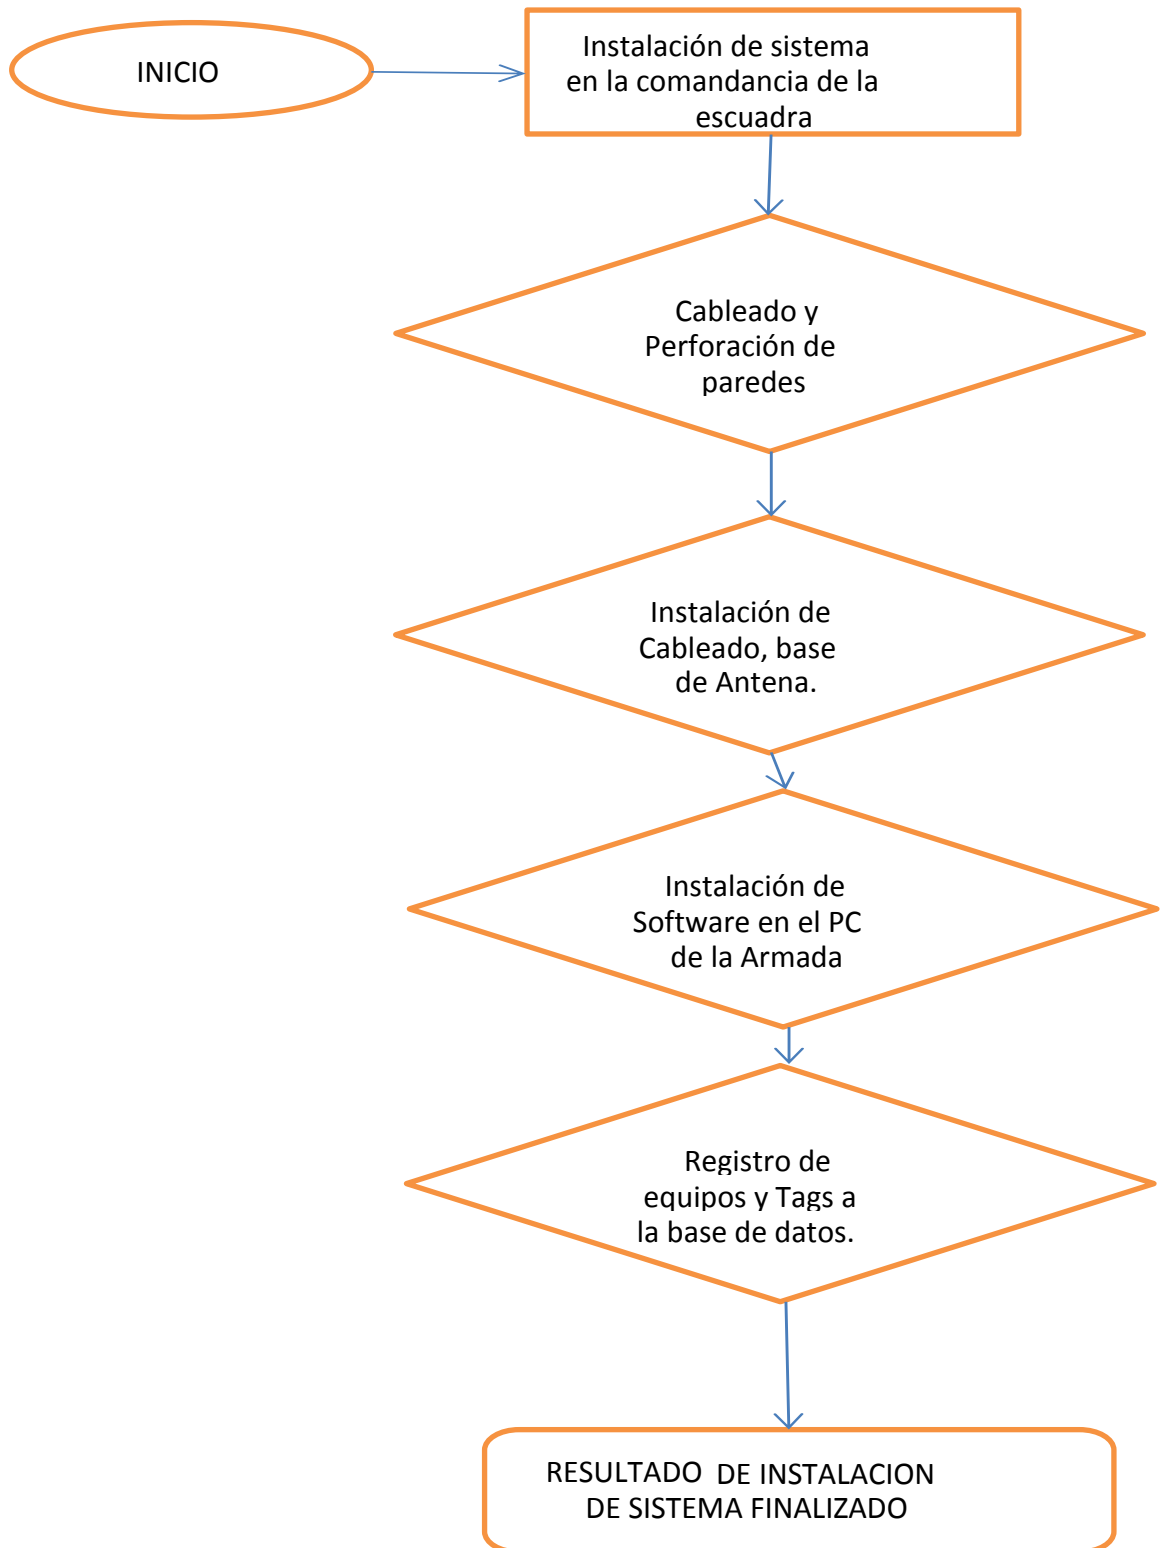 INICIO
Instalación de sistema
en la comandancia de la
escuadra
Cableado y
Perforación de
paredes
Instalación de
Cableado, base
de Antena.
Instalación de
Software en el PC
de la Armada
Registro de
equipos y Tags a
la base de datos.
RESULTADO DE INSTALACION
DE SISTEMA FINALIZADO